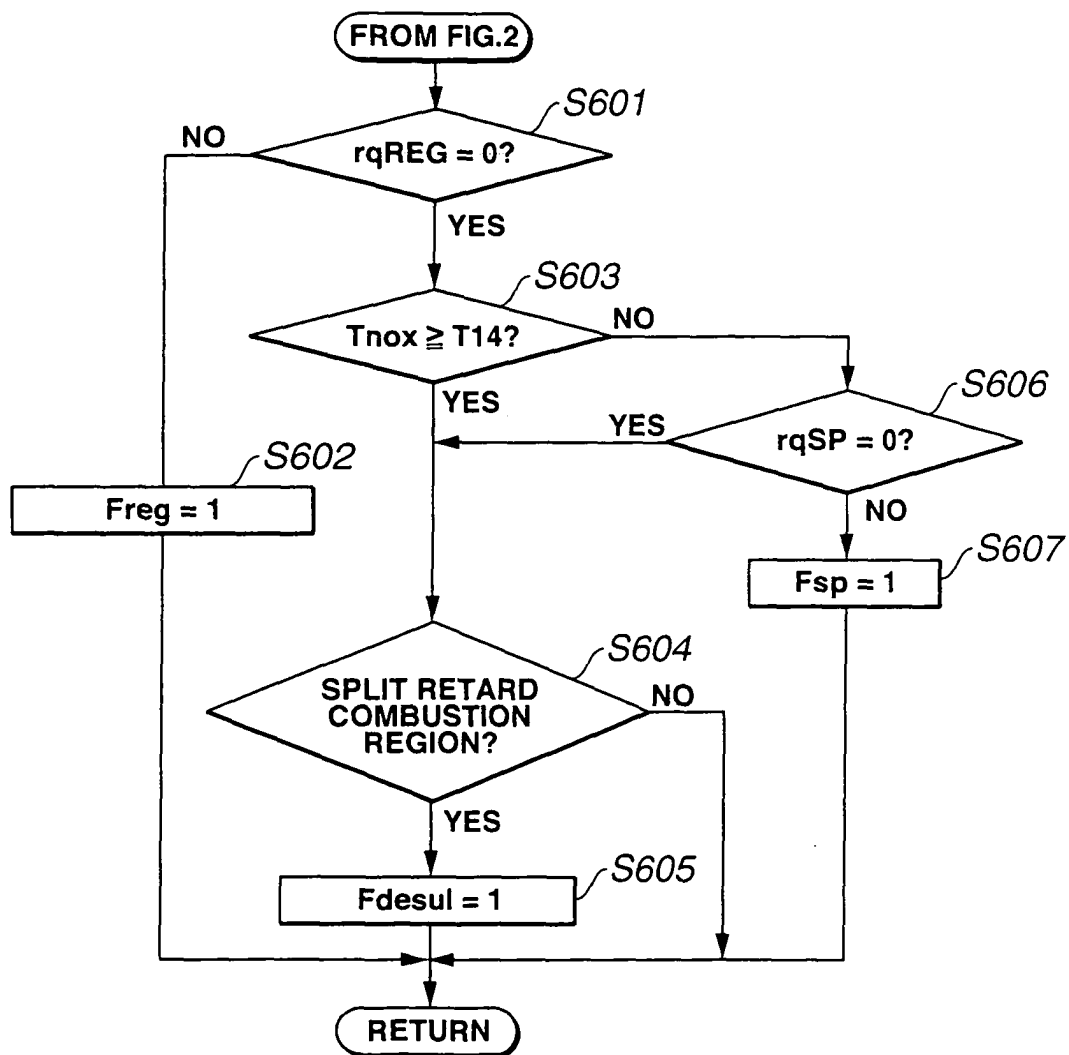 FROM FIG.2
S601
NO
rqREG = 0?
YES
S603
Tnox ≧ T14?
NO
YES
S606
YES
rqSP = 0?
NO
S602
Freg = 1
S607
Fsp = 1
S604
SPLIT RETARD
COMBUSTION
REGION?
NO
YES
S605
Fdesul = 1
RETURN